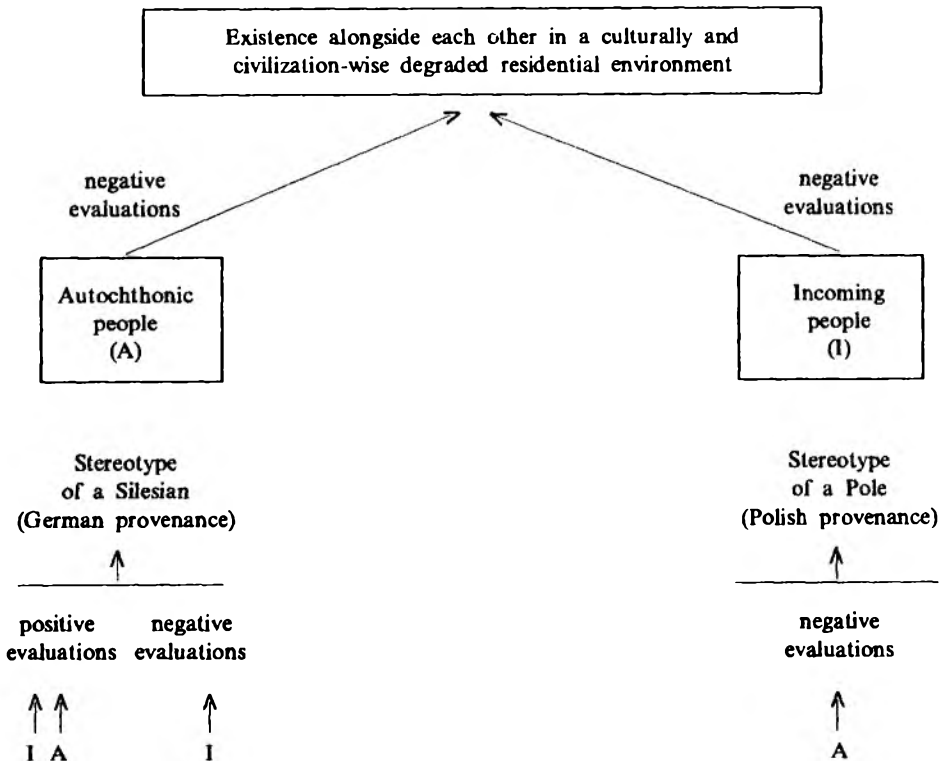 Existence alongside each other in a culturally and
civilization-wise degraded residential environment
negative
evaluations
negative
evaluations
Autochthonic
people
(A)
Incoming
people
(I)
Stereotype
of a Silesian
(German provenance)
Stereotype
of a Pole
(Polish provenance)
positive
evaluations
negative
evaluations
negative
evaluations
I A
I
A